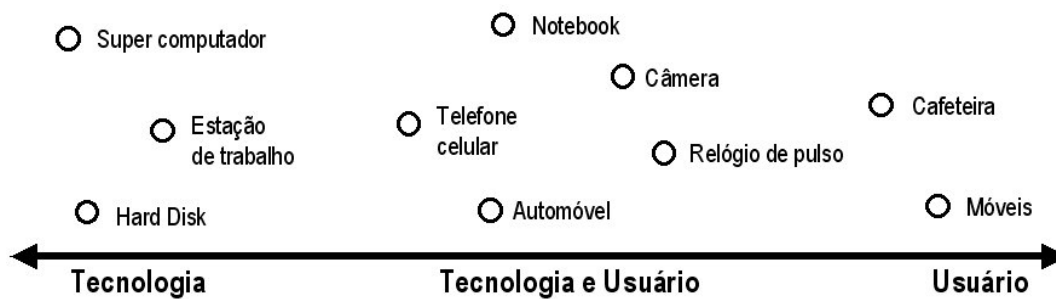 Super computador
Notebook
Câmera
Cafeteira
Estação
de trabalho
Telefone
celular
Relógio de pulso
Hard Disk
Automóvel
Móveis
Tecnologia
Tecnologia e Usuário
Usuário